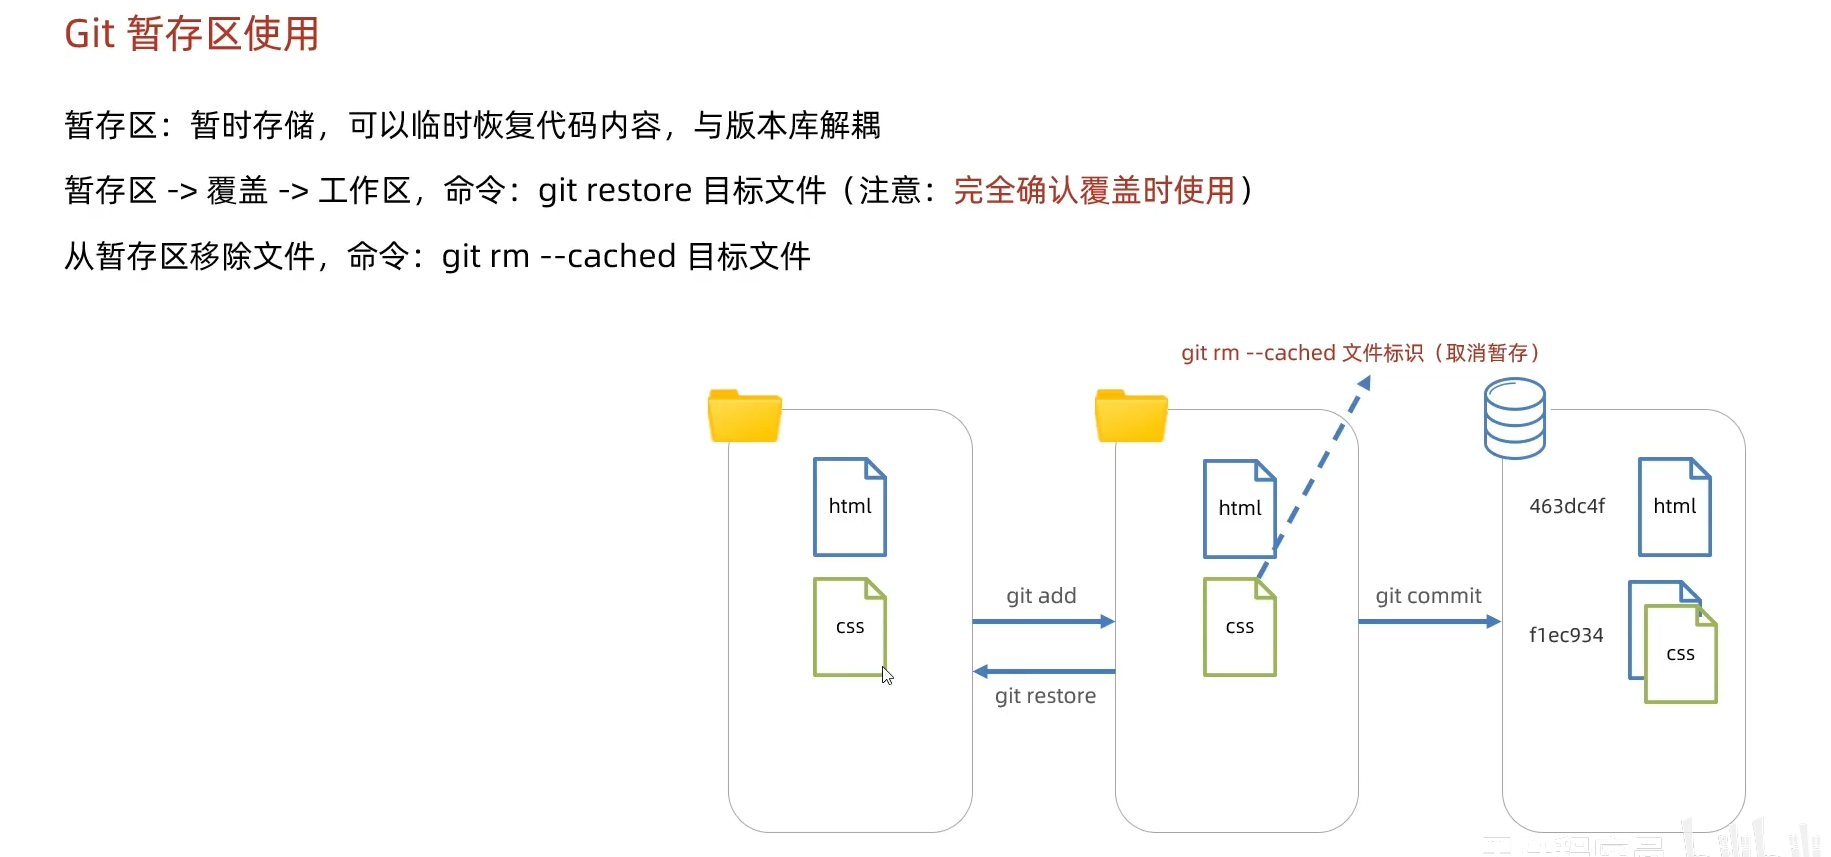 Git 暂存区使用
暂存区：暂时存储，可以临时恢复代码内容，与版本库解耦
暂存区 -> 覆盖 -> 工作区，命令：git restore 目标文件（注意：完全确认覆盖时使用）
从暂存区移除文件，命令：git rm --cached 目标文件
git rm --cached 文件标识（取消暂存）
html
html
463dc4f
html
git add
git commit
css
css
f1ec934
css
git restore